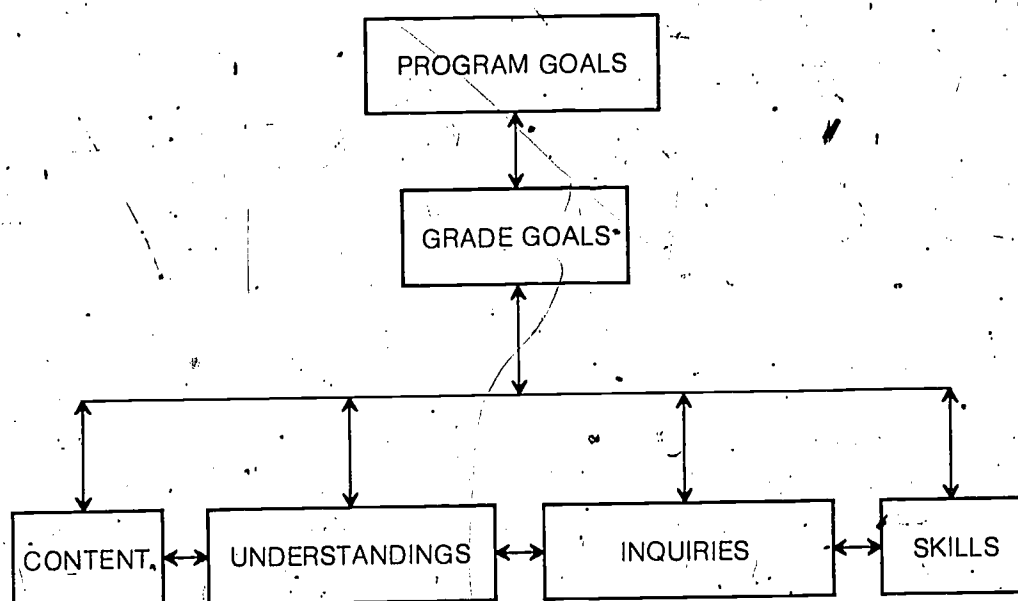 PROGRAM GOALS
GRADE GOALS
CONTENT
UNDERSTANDINGS
INQUIRIES
SKILLS